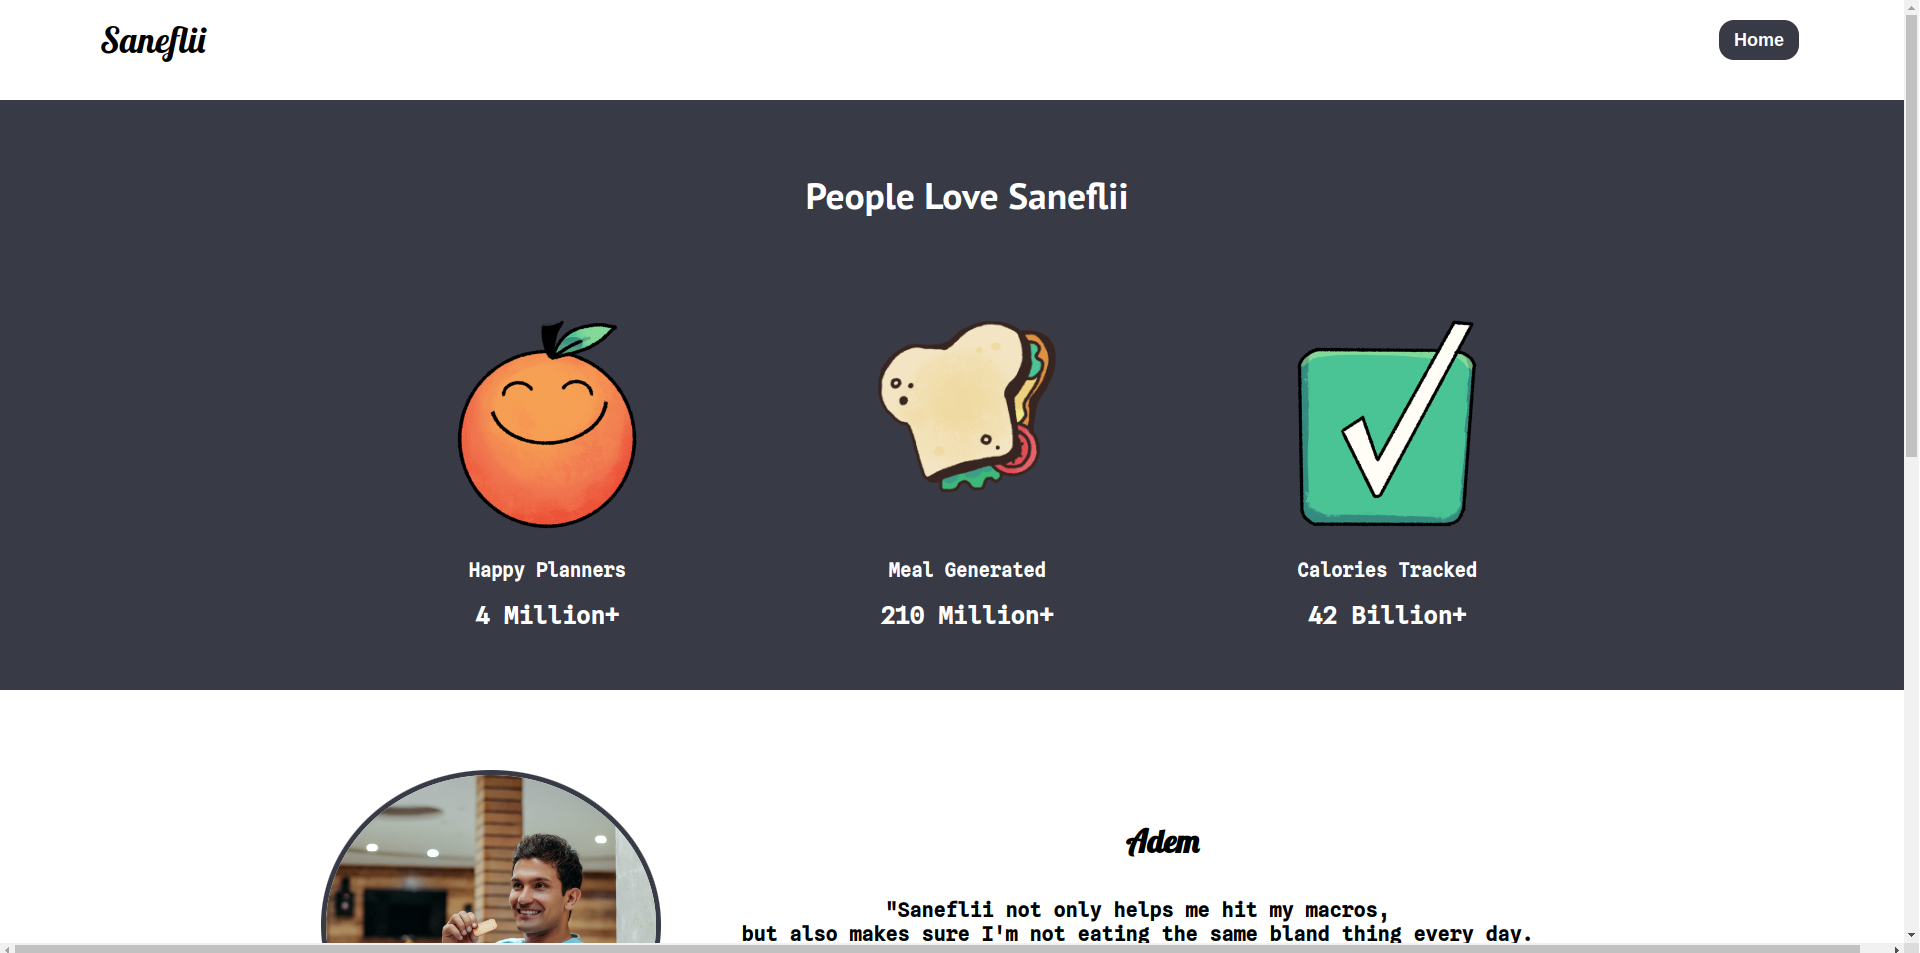 Saneflii
Home
People Love Saneflii
Happy Planners
Meal Generated
Calories Tracked
4 Million+
210 Million+
42 Billion+
Adem
"Saneflii not only helps me hit my macros,
but also makes sure I'm not eating the same bland thing every day.